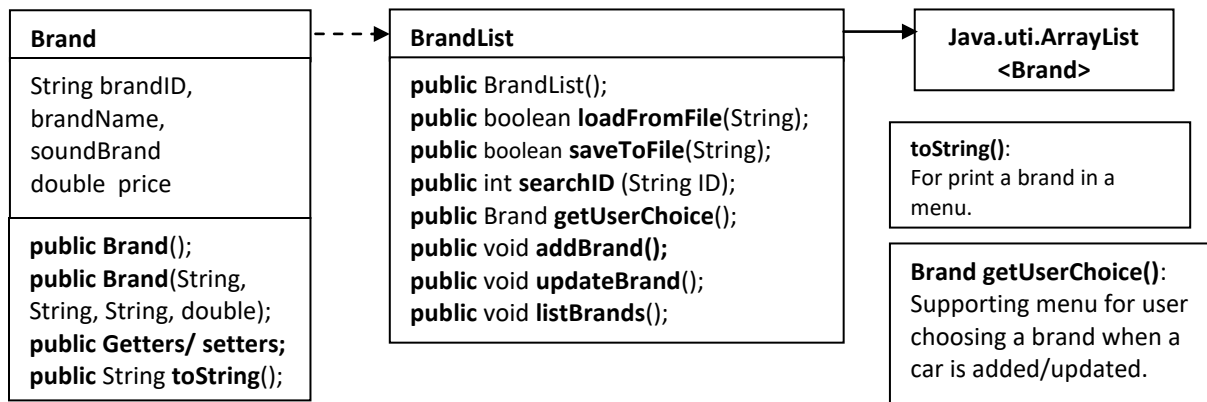 Brand
String brandID,
brandName,
soundBrand
double price
public Brand();
public Brand(String,
String, String, double);
public Getters/ setters;
public String toString();
BrandList
public BrandList();
public boolean loadFromFile(String);
public boolean saveToFile(String);
public int searchID (String ID);
public Brand getUserChoice();
public void addBrand();
public void updateBrand();
public void listBrands();
Java.uti.ArrayList
<Brand>
toString():
For print a brand in a
menu.
Brand getUserChoice():
Supporting menu for user
choosing a brand when a
car is added/updated.